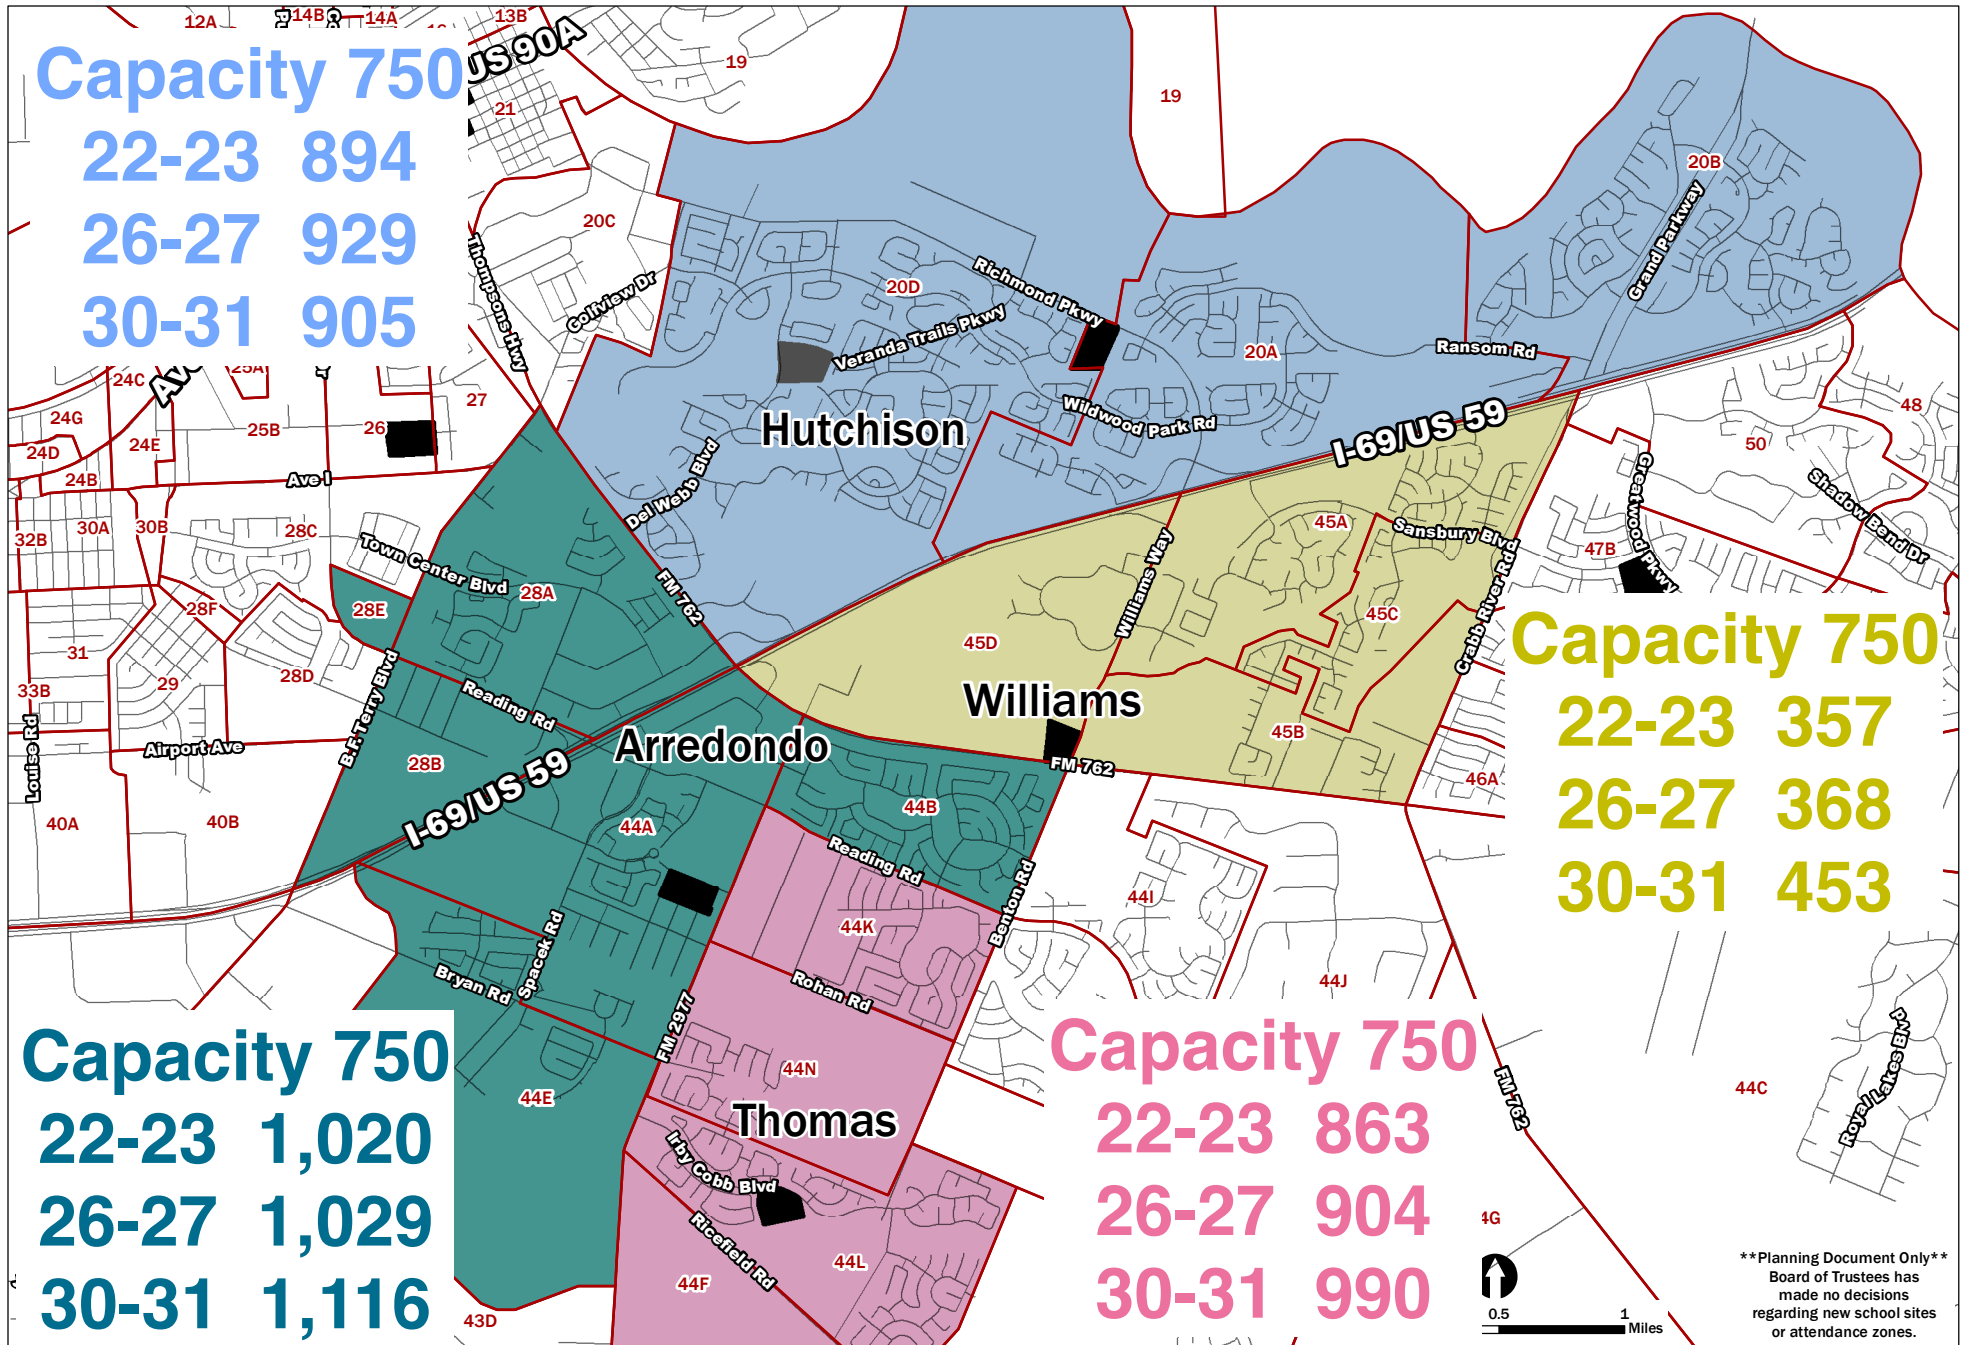 12A
14B
14A
13B
US 90A
19
19
21
20C
20B
Capacity 750
22-23 894
26-27 929
30-31 905
Thompsons Hwy
Golfview Dr
20D
Richmond Pkwy
Veranda Trails Pkwy
Grand Parkway
20A
Ransom Rd
24C
25A
27
24G
24E
25B
26
24D
24B
Ave I
Hutchison
Wildwood Park Rd
I-69/US 59
Del Webb Blvd
48
50
Shadow Bend Dr
Greatwood Pkwy
47B
30A
30B
32B
28C
Town Center Blvd
28A
28E
28F
FM 762
45A
Sansbury Blvd
Williams Way
45C
45D
Crabb River Rd
31
29
28D
33B
Louise Rd
Airport Ave
B.F. Terry Blvd
Reading Rd
28B
I-69/US 59
Arredondo
Williams
45B
FM 762
46A
Capacity 750
22-23 357
26-27 368
30-31 453
40A
40B
44A
44B
Reading Rd
Benton Rd
44K
44I
44J
Spacek Rd
Bryan Rd
Rohan Rd
FM 2977
44N
44E
Thomas
Irby Cobb Blvd
Ricefield Rd
44L
44F
43D
Capacity 750
22-23 1,020
26-27 1,029
30-31 1,116
Capacity 750
22-23 863
26-27 904
30-31 990
FM 762
44C
Royal Lakes Blvd
4G
0.5 1
Miles
**Planning Document Only**
Board of Trustees has
made no decisions
regarding new school sites
or attendance zones.